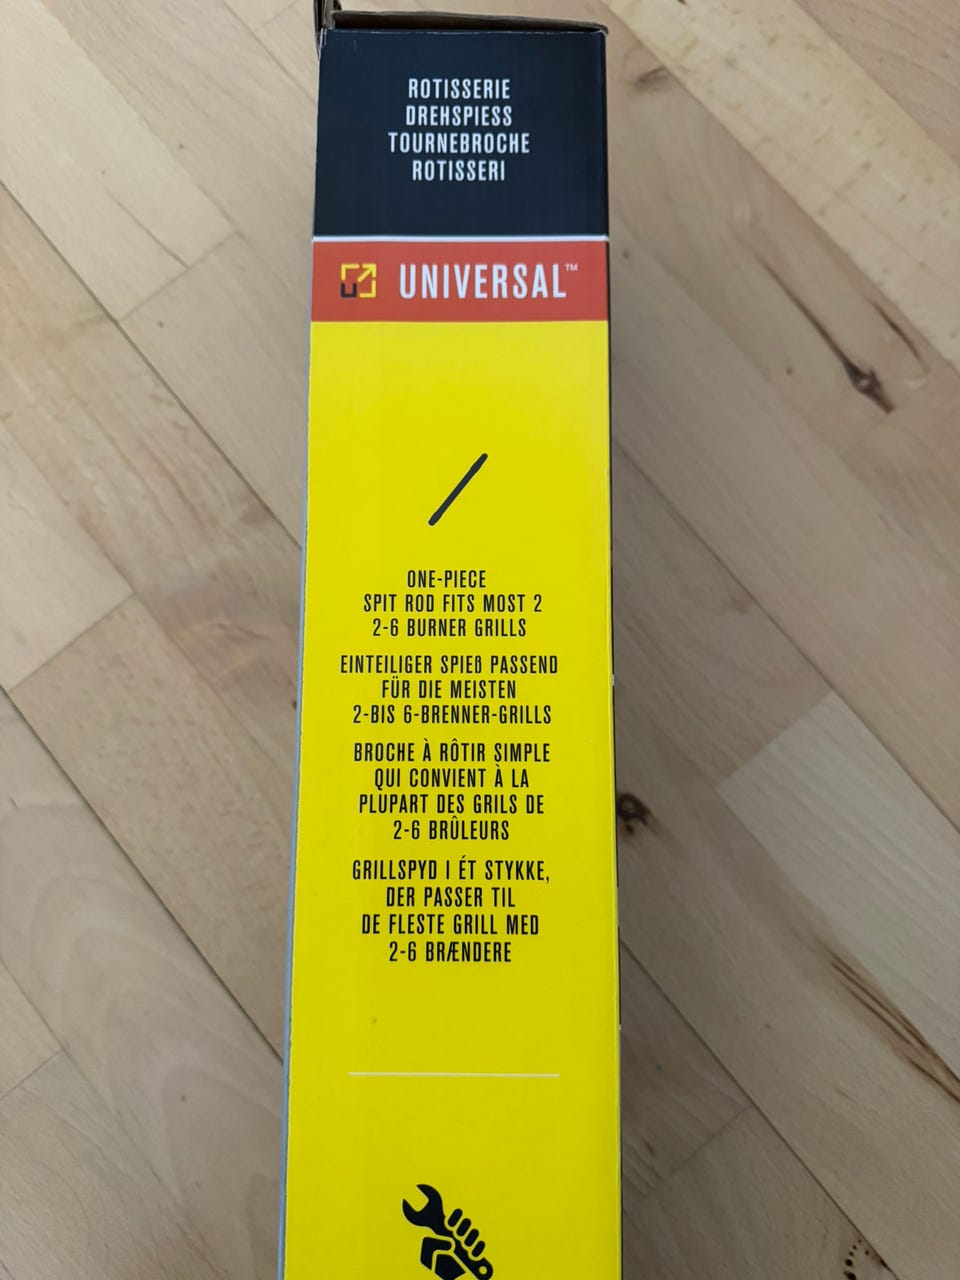 ROTISSERIE
DREHSPIESS
TOURNEBROCHE
ROTISSERI
UNIVERSAL™
ONE-PIECE
SPIT ROD FITS MOST 2
2-6 BURNER GRILLS
EINTEILIGER SPIEß PASSEND
FÜR DIE MEISTEN
2-BIS 6-BRENNER-GRILLS
BROCHE À RÔTIR SIMPLE
QUI CONVIENT À LA
PLUPART DES GRILS DE
2-6 BRÛLEURS
GRILLSPYD I ÉT STYKKE,
DER PASSER TIL
DE FLESTE GRILL MED
2-6 BRÆNDERE